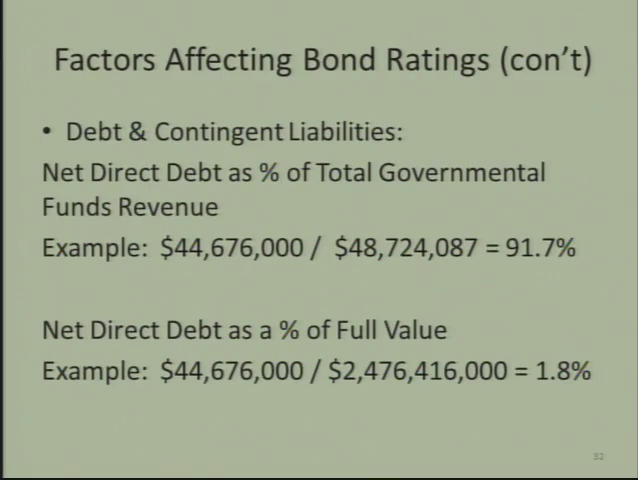 Factors Affecting Bond Ratings (con't)
• Debt & Contingent Liabilities:
Net Direct Debt as % of Total Governmental
Funds Revenue
Example: $44,676,000 / $48,724,087 = 91.7%
Net Direct Debt as a % of Full Value
Example: $44,676,000 / $2,476,416,000 = 1.8%
32